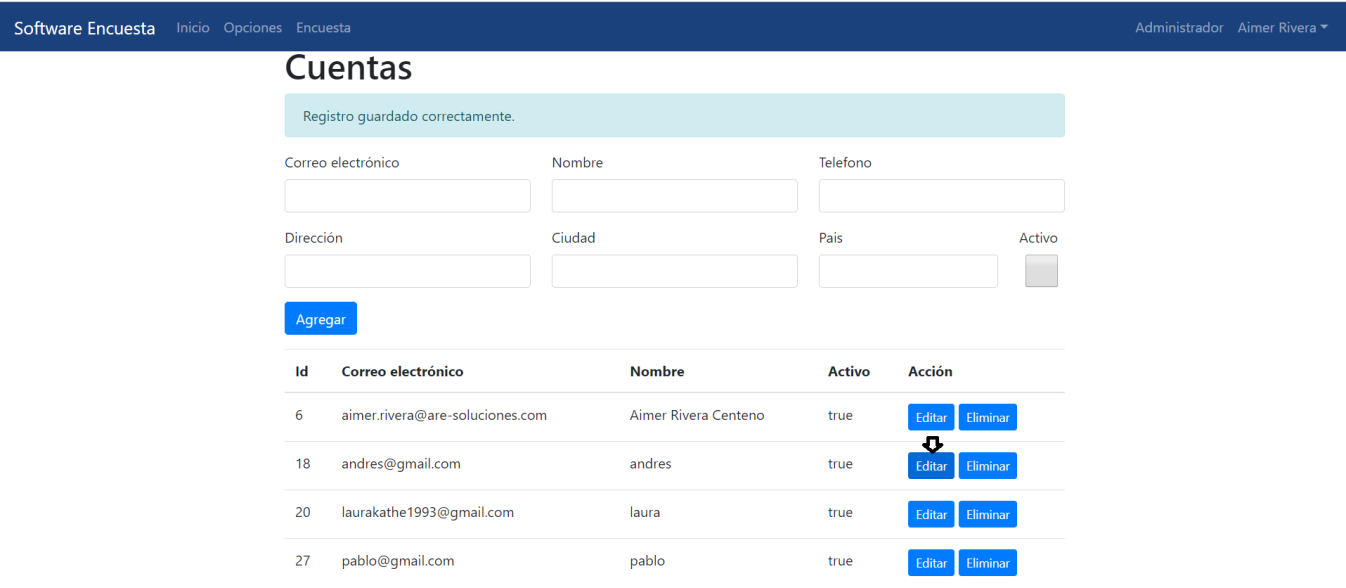 Software Encuesta Inicio Opciones Encuesta Administrador Aimer Rivera
Cuentas
Registro guardado correctamente.
Correo electrónico Nombre Telefono
Dirección Ciudad Pais Activo
Agregar
Id Correo electrónico Nombre Activo Acción
6 aimer.rivera@are-soluciones.com Aimer Rivera Centeno true Editar Eliminar
18 andres@gmail.com andres true Editar Eliminar
20 laurakathe1993@gmail.com laura true Editar Eliminar
27 pablo@gmail.com pablo true Editar Eliminar